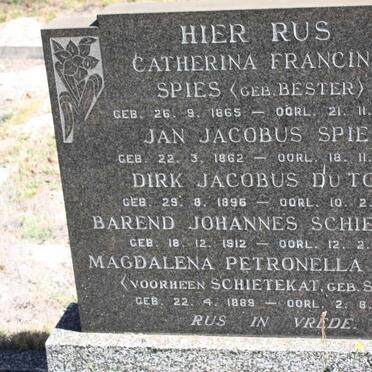 HIER RUS
CATHERINA FRANCIN
SPIES (GEB. BESTER)
GEB. 26. 9. 1865 — OORL. 21. 11.
JAN JACOBUS SPIE
GEB. 22. 3. 1862 — OORL. 18. 11.
DIRK JACOBUS DU TO
GEB. 29. 8. 1896 — OORL. 10. 2.
BAREND JOHANNES SCHIE
GEB. 18. 12. 1912 — OORL. 12. 2.
MAGDALENA PETRONELLA
(VOORHEEN SCHIETEKAT, GEB. S
GEB. 22. 4. 1889 — OORL. 2. 8.
RUS IN VREDE.